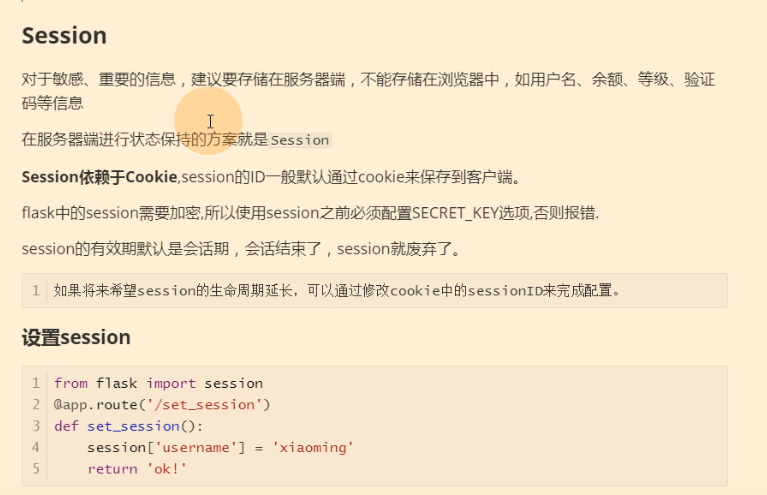 Session
对于敏感、重要的信息，建议要存储在服务器端，不能存储在浏览器中，如用户名、余额、等级、验证
码等信息
在服务器端进行状态保持的方案就是Session
Session依赖于Cookie,session的ID一般默认通过cookie来保存到客户端。
flask中的session需要加密,所以使用session之前必须配置SECRET_KEY选项,否则报错.
session的有效期默认是会话期，会话结束了，session就废弃了。
1 如果将来希望session的生命周期延长，可以通过修改cookie中的sessionID来完成配置。
设置session
1 from flask import session
2 @app.route('/set_session')
3 def set_session():
4     session['username'] = 'xiaoming'
5     return 'ok!'